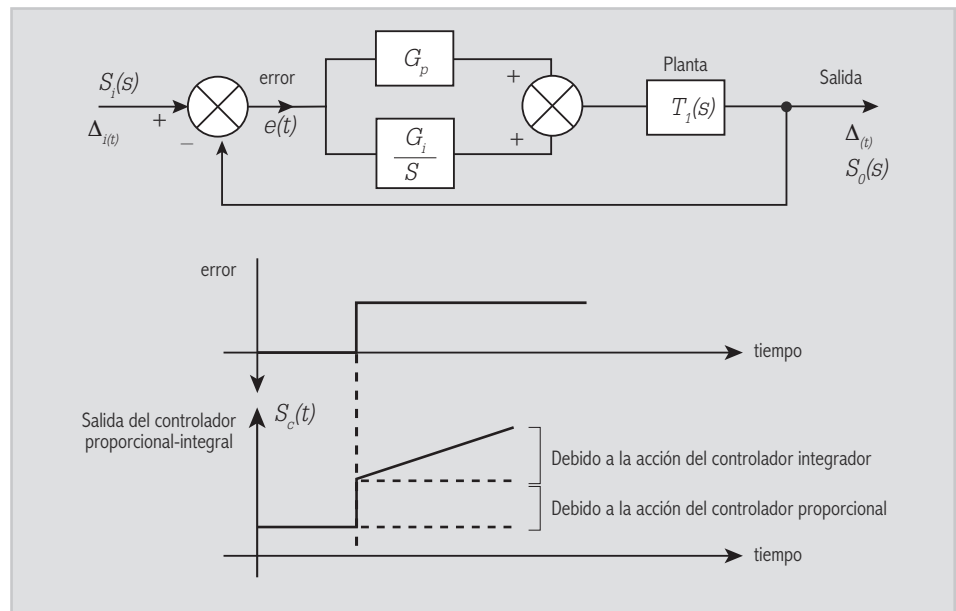 G_p
Planta
S_i(s)
error
Salida
+
T_1(s)
+
e(t)
Δ_i(t)
−
G_i
S
+
Δ_(t)
S_0(s)
error
tiempo
Salida del controlador
proporcional-integral
S_c(t)
Debido a la acción del controlador integrador
Debido a la acción del controlador proporcional
tiempo